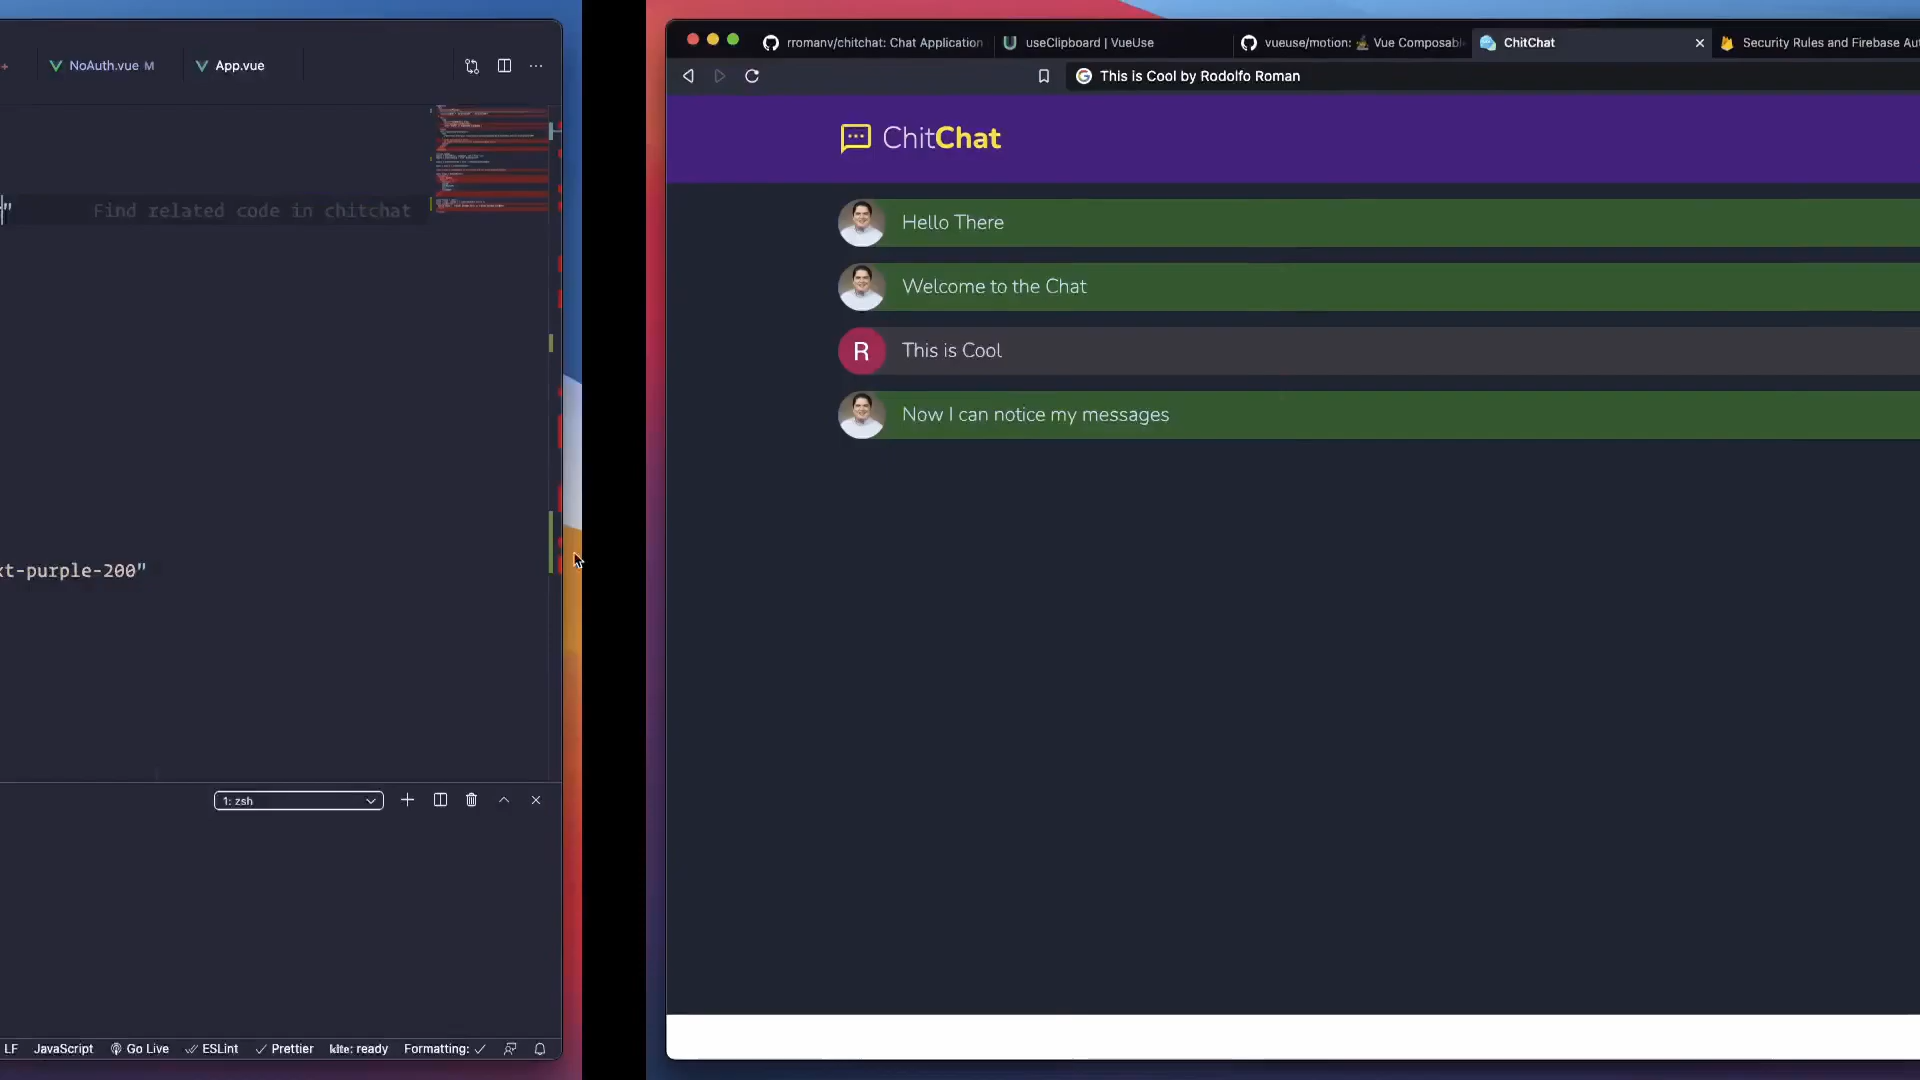 NoAuth.vue M
App.vue
" Find related code in chitchat
xt-purple-200"
1: zsh
LF JavaScript Go Live ESLint Prettier kite: ready Formatting:
rromanv/chitchat: Chat Application
useClipboard | VueUse
vueuse/motion: Vue Composab
ChitChat
Security Rules and Firebase Aut
This is Cool by Rodolfo Roman
ChitChat
Hello There
Welcome to the Chat
R This is Cool
Now I can notice my messages